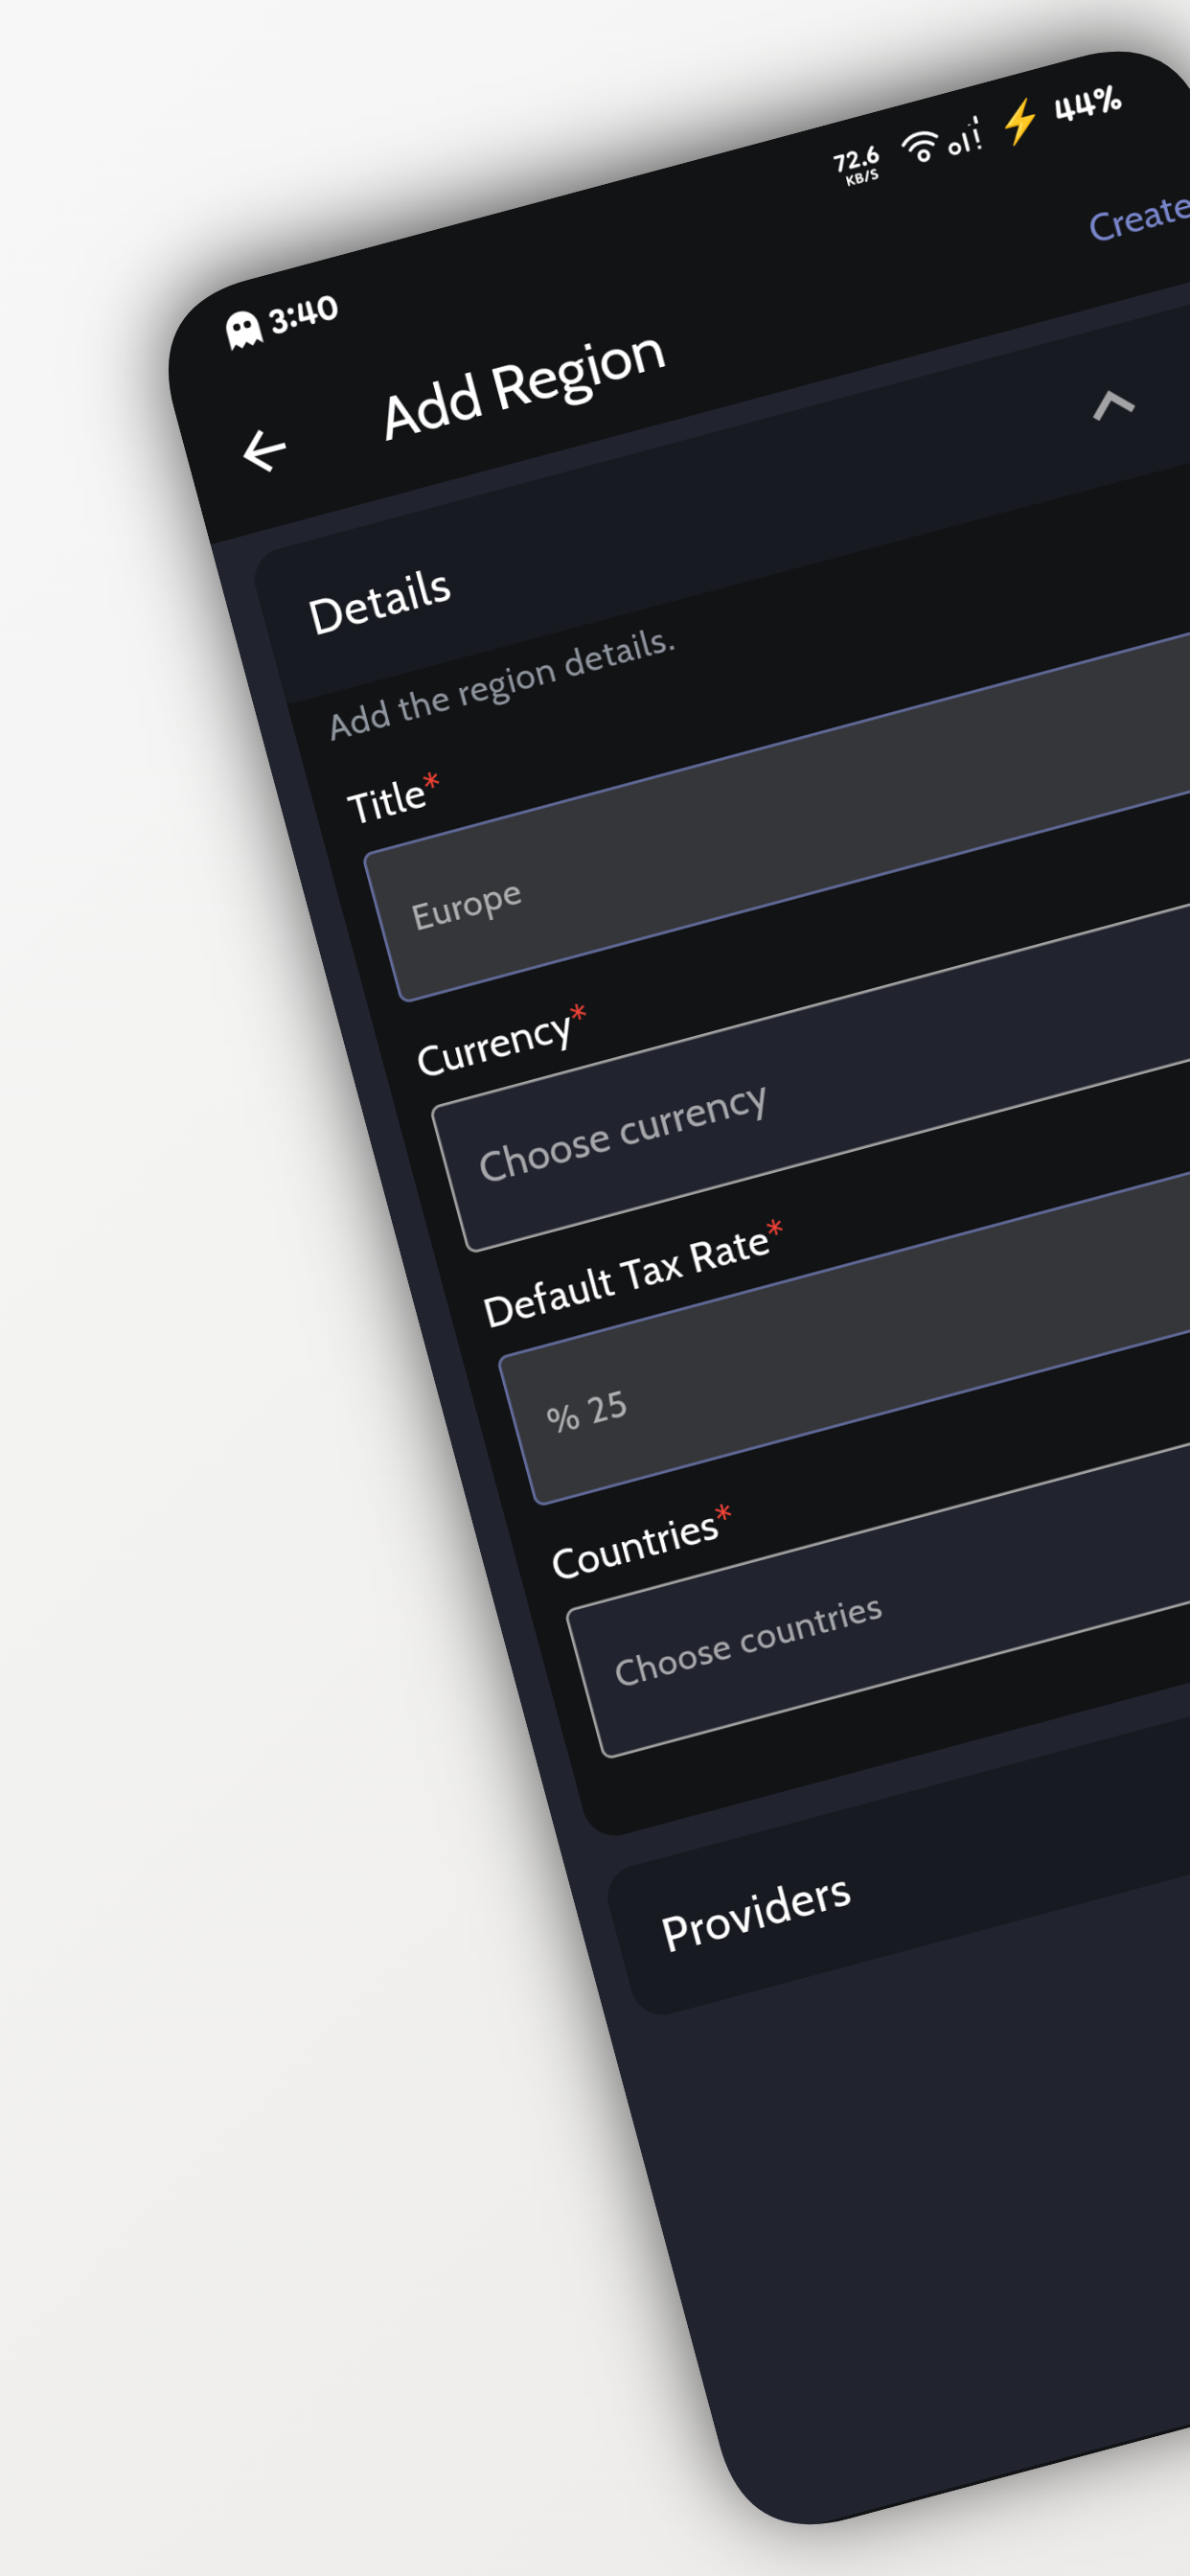 3:40
72.6
KB/S
44%
Add Region
Create
Details
Add the region details.
Title*
Europe
Currency*
Choose currency
Default Tax Rate*
% 25
Countries*
Choose countries
Providers